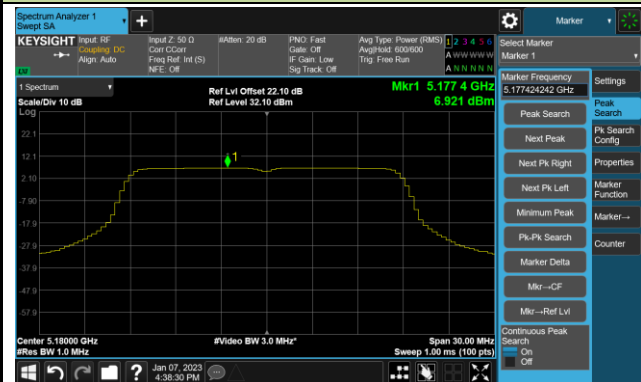 Spectrum Analyzer 1
Swept SA
+
Marker
KEYSIGHT
Input: RF
Coupling: DC
Align: Auto
Input Z: 50 Ω
Corr CCorr
Freq Ref: Int (S)
NFE: Off
#Atten: 20 dB
PNO: Fast
Gate: Off
IF Gain: Low
Sig Track: Off
Avg Type: Power (RMS)
Avg|Hold: 600/600
Trig: Free Run
1 2 3 4 5 6
A W W W W W
A N N N N N
LXI
Select Marker
Marker 1
1 Spectrum
Scale/Div 10 dB
Log
Ref Lvl Offset 22.10 dB
Ref Level 32.10 dBm
Mkr1 5.177 4 GHz
6.921 dBm
22.1
12.1
2.10
-7.90
-17.9
-27.9
-37.9
-47.9
-57.9
1
Center 5.18000 GHz
#Res BW 1.0 MHz
#Video BW 3.0 MHz*
Span 30.00 MHz
Sweep 1.00 ms (100 pts)
Marker Frequency
5.177424242 GHz
Peak Search
Next Peak
Next Pk Right
Next Pk Left
Minimum Peak
Pk-Pk Search
Marker Delta
Mkr→CF
Mkr→Ref Lvl
Continuous Peak
Search
On
Off
Settings
Peak
Search
Pk Search
Config
Properties
Marker
Function
Marker→
Counter
?
Jan 07, 2023
4:38:30 PM